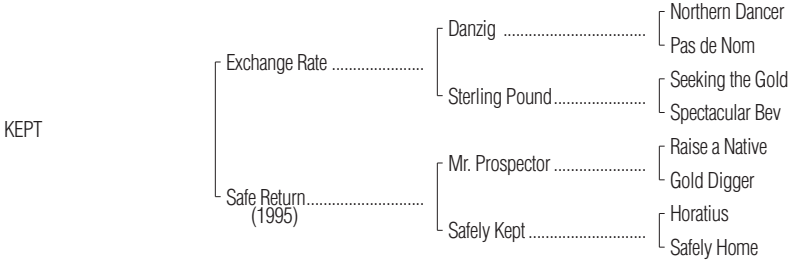 Northern Dancer
Danzig ................................
Pas de Nom
Exchange Rate .....................
Seeking the Gold
Sterling Pound.....................
Spectacular Bev
KEPT
Raise a Native
Mr. Prospector .....................
Gold Digger
Safe Return...........................
(1995)
Horatius
Safely Kept ...........................
Safely Home